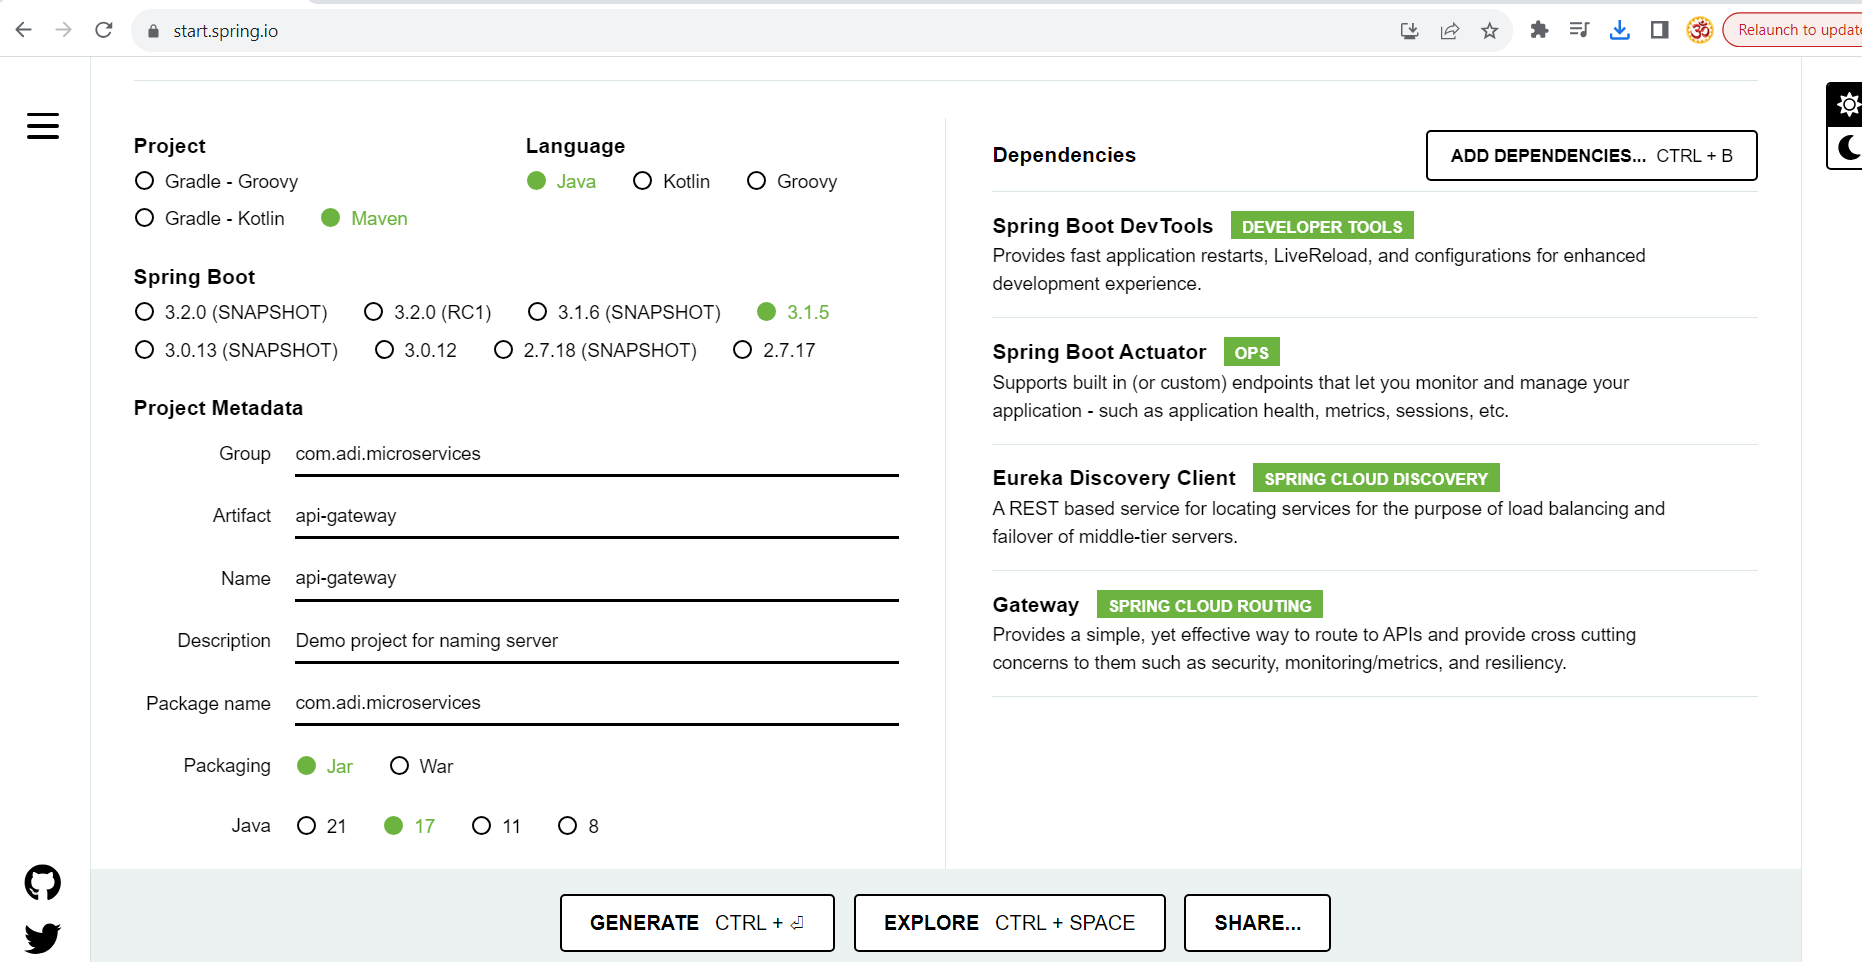 start.spring.io
Relaunch to update
Project
Gradle - Groovy
Gradle - Kotlin Maven
Language
Java Kotlin Groovy
Spring Boot
3.2.0 (SNAPSHOT) 3.2.0 (RC1) 3.1.6 (SNAPSHOT) 3.1.5
3.0.13 (SNAPSHOT) 3.0.12 2.7.18 (SNAPSHOT) 2.7.17
Project Metadata
Group com.adi.microservices
Artifact api-gateway
Name api-gateway
Description Demo project for naming server
Package name com.adi.microservices
Packaging Jar War
Java 21 17 11 8
Dependencies ADD DEPENDENCIES... CTRL + B
Spring Boot DevTools DEVELOPER TOOLS
Provides fast application restarts, LiveReload, and configurations for enhanced
development experience.
Spring Boot Actuator OPS
Supports built in (or custom) endpoints that let you monitor and manage your
application - such as application health, metrics, sessions, etc.
Eureka Discovery Client SPRING CLOUD DISCOVERY
A REST based service for locating services for the purpose of load balancing and
failover of middle-tier servers.
Gateway SPRING CLOUD ROUTING
Provides a simple, yet effective way to route to APIs and provide cross cutting
concerns to them such as security, monitoring/metrics, and resiliency.
GENERATE CTRL + ⏎ EXPLORE CTRL + SPACE SHARE...